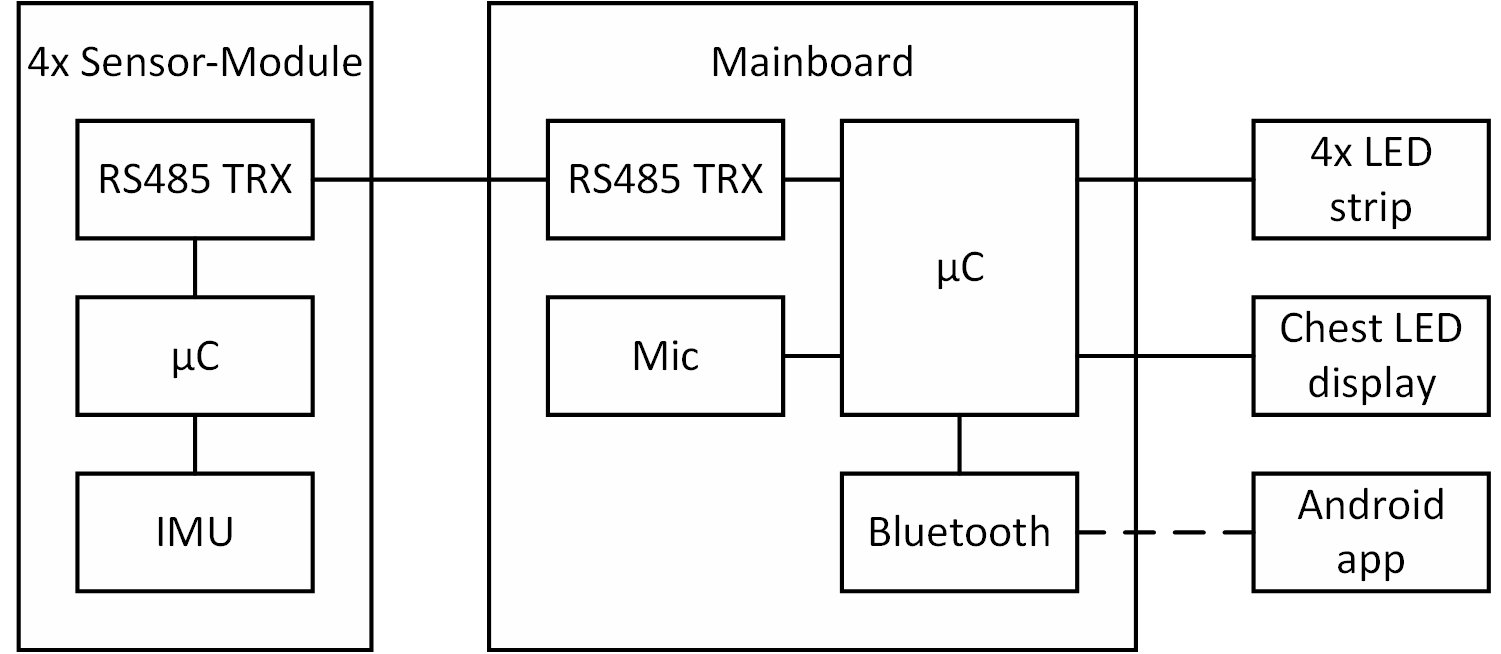 4x Sensor-Module
RS485 TRX
µC
IMU
Mainboard
RS485 TRX
Mic
µC
Bluetooth
4x LED
strip
Chest LED
display
Android
app